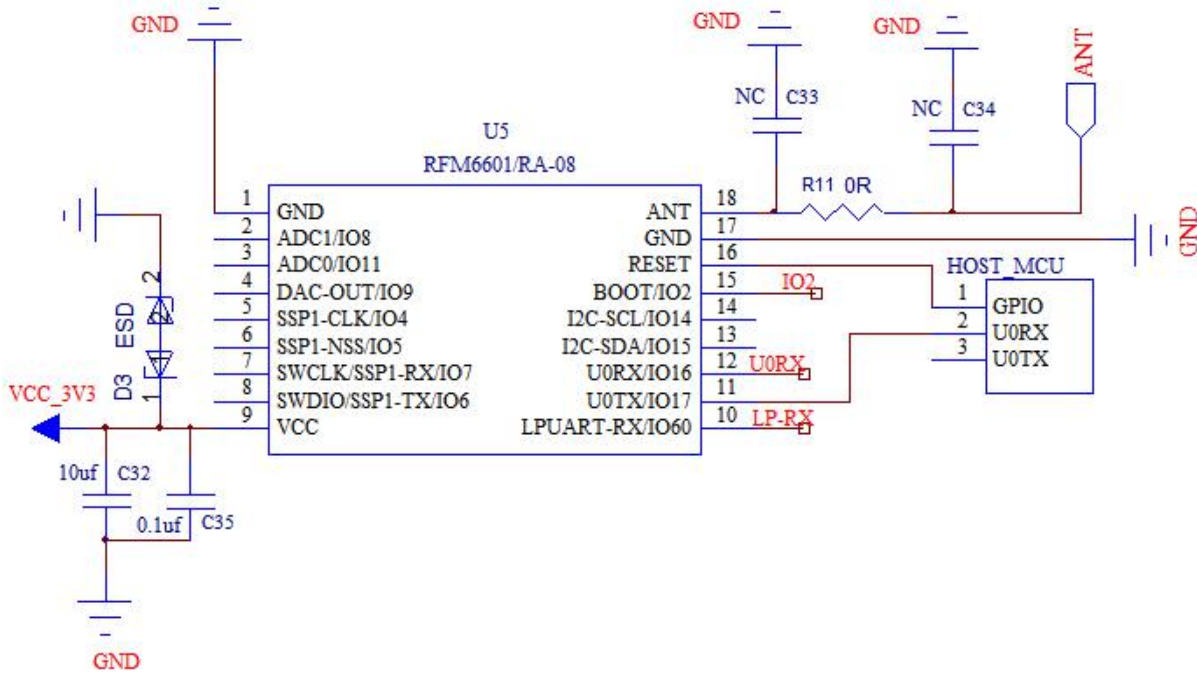 GND
GND
GND
ANT
NC C33
NC C34
U5
RFM6601/RA-08
R11 0R
1 GND
2 ADC1/IO8
3 ADC0/IO11
4 DAC-OUT/IO9
5 SSP1-CLK/IO4
6 SSP1-NSS/IO5
7 SWCLK/SSP1-RX/IO7
8 SWDIO/SSP1-TX/IO6
9 VCC
ANT 18
GND 17
RESET 16
BOOT/IO2 15
I2C-SCL/IO14 14
I2C-SDA/IO15 13
U0RX/IO16 12
U0TX/IO17 11
LPUART-RX/IO60 10
IO2
U0RX
LP-RX
GND
HOST_MCU
1 GPIO
2 U0RX
3 U0TX
2
2
ESD
1
D3
1
VCC_3V3
10uf C32
0.1uf C35
GND